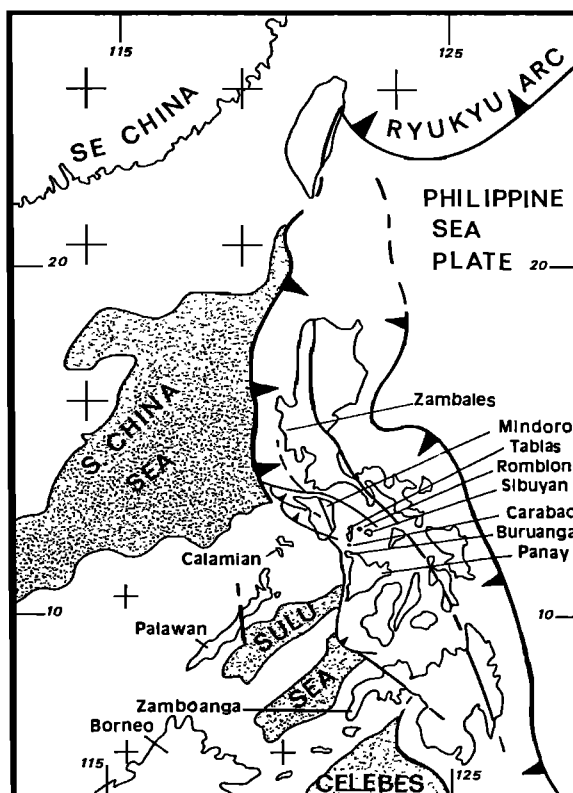 115
125
SE CHINA
RYUKYU ARC
PHILIPPINE
SEA
PLATE
20
20
S. CHINA
SEA
Zambales
Mindoro
Tablas
Romblon
Sibuyan
Carabao
Buruanga
Panay
Calamian
10
10
Palawan
SULU
SEA
Zamboanga
Borneo
115
125
CELEBES